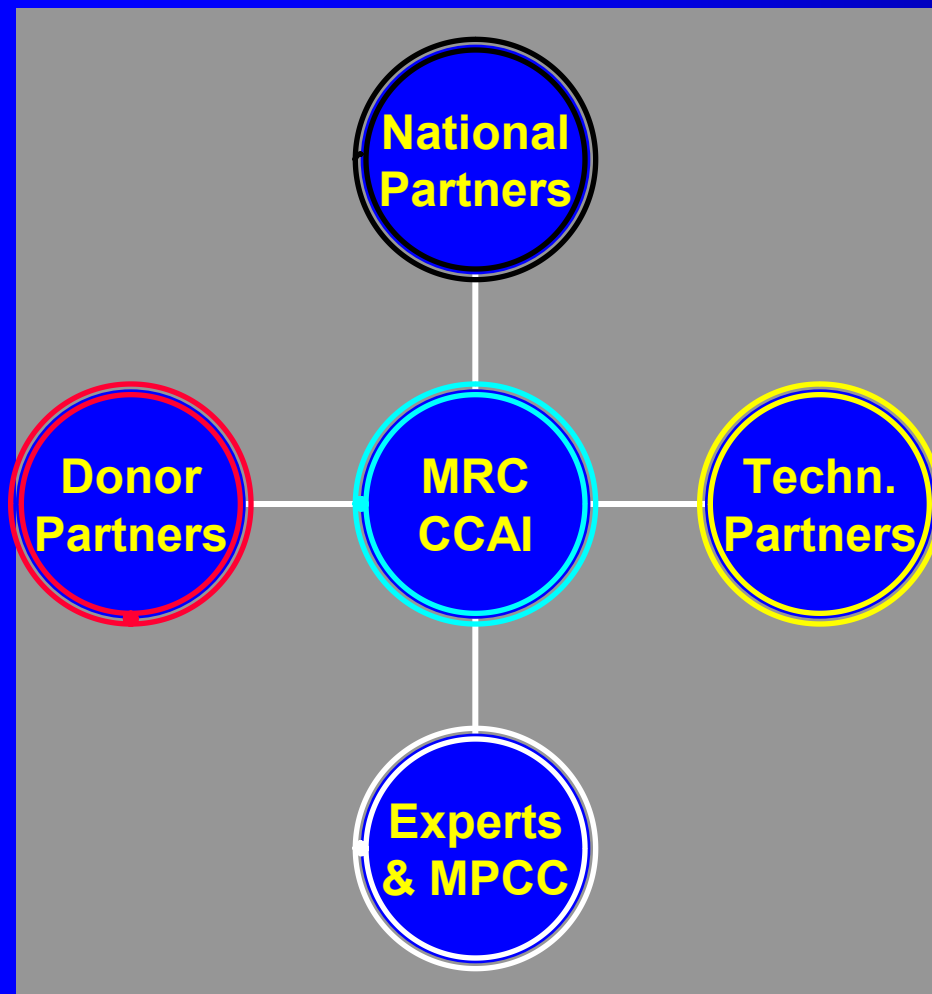 National
Partners
Donor
Partners
MRC
CCAI
Techn.
Partners
Experts
& MPCC